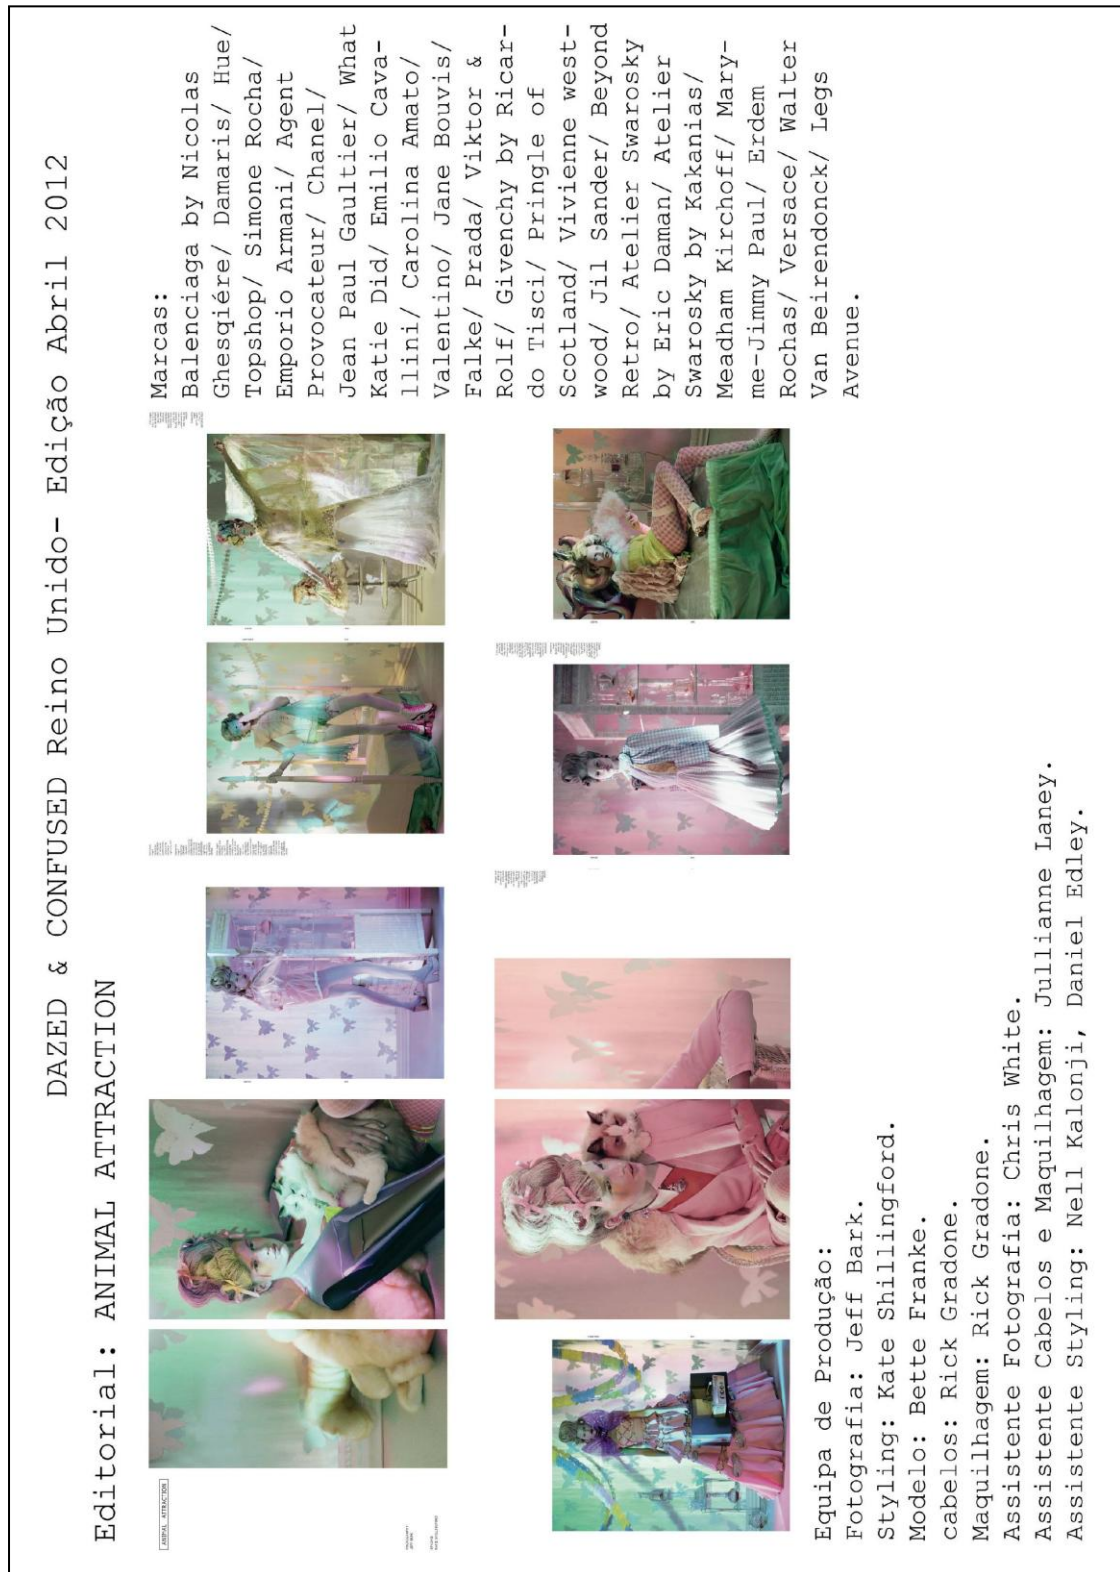 DAZED & CONFUSED Reino Unido- Edição Abril 2012
Editorial: ANIMAL ATTRACTION
ANIMAL ATTRACTION
Marcas:
Balenciaga by Nicolas
Ghesqiére/ Damaris/ Hue/
Topshop/ Simone Rocha/
Emporio Armani/ Agent
Provocateur/ Chanel/
Jean Paul Gaultier/ What
Katie Did/ Emilio Cava-
llini/ Carolina Amato/
Valentino/ Jane Bouvis/
Falke/ Prada/ Viktor &
Rolf/ Givenchy by Ricar-
do Tisci/ Pringle of
Scotland/ Vivienne west-
wood/ Jil Sander/ Beyond
Retro/ Atelier Swarosky
by Eric Daman/ Atelier
Swarosky by Kakanias/
Meadham Kirchoff/ Mary-
me-Jimmy Paul/ Erdem
Rochas/ Versace/ Walter
Van Beirendonck/ Legs
Avenue.
Equipa de Produção:
Fotografia: Jeff Bark.
Styling: Kate Shillingford.
Modelo: Bette Franke.
cabelos: Rick Gradone.
Maquilhagem: Rick Gradone.
Assistente Fotografia: Chris White.
Assistente Cabelos e Maquilhagem: Jullianne Laney.
Assistente Styling: Nell Kalonji, Daniel Edley.